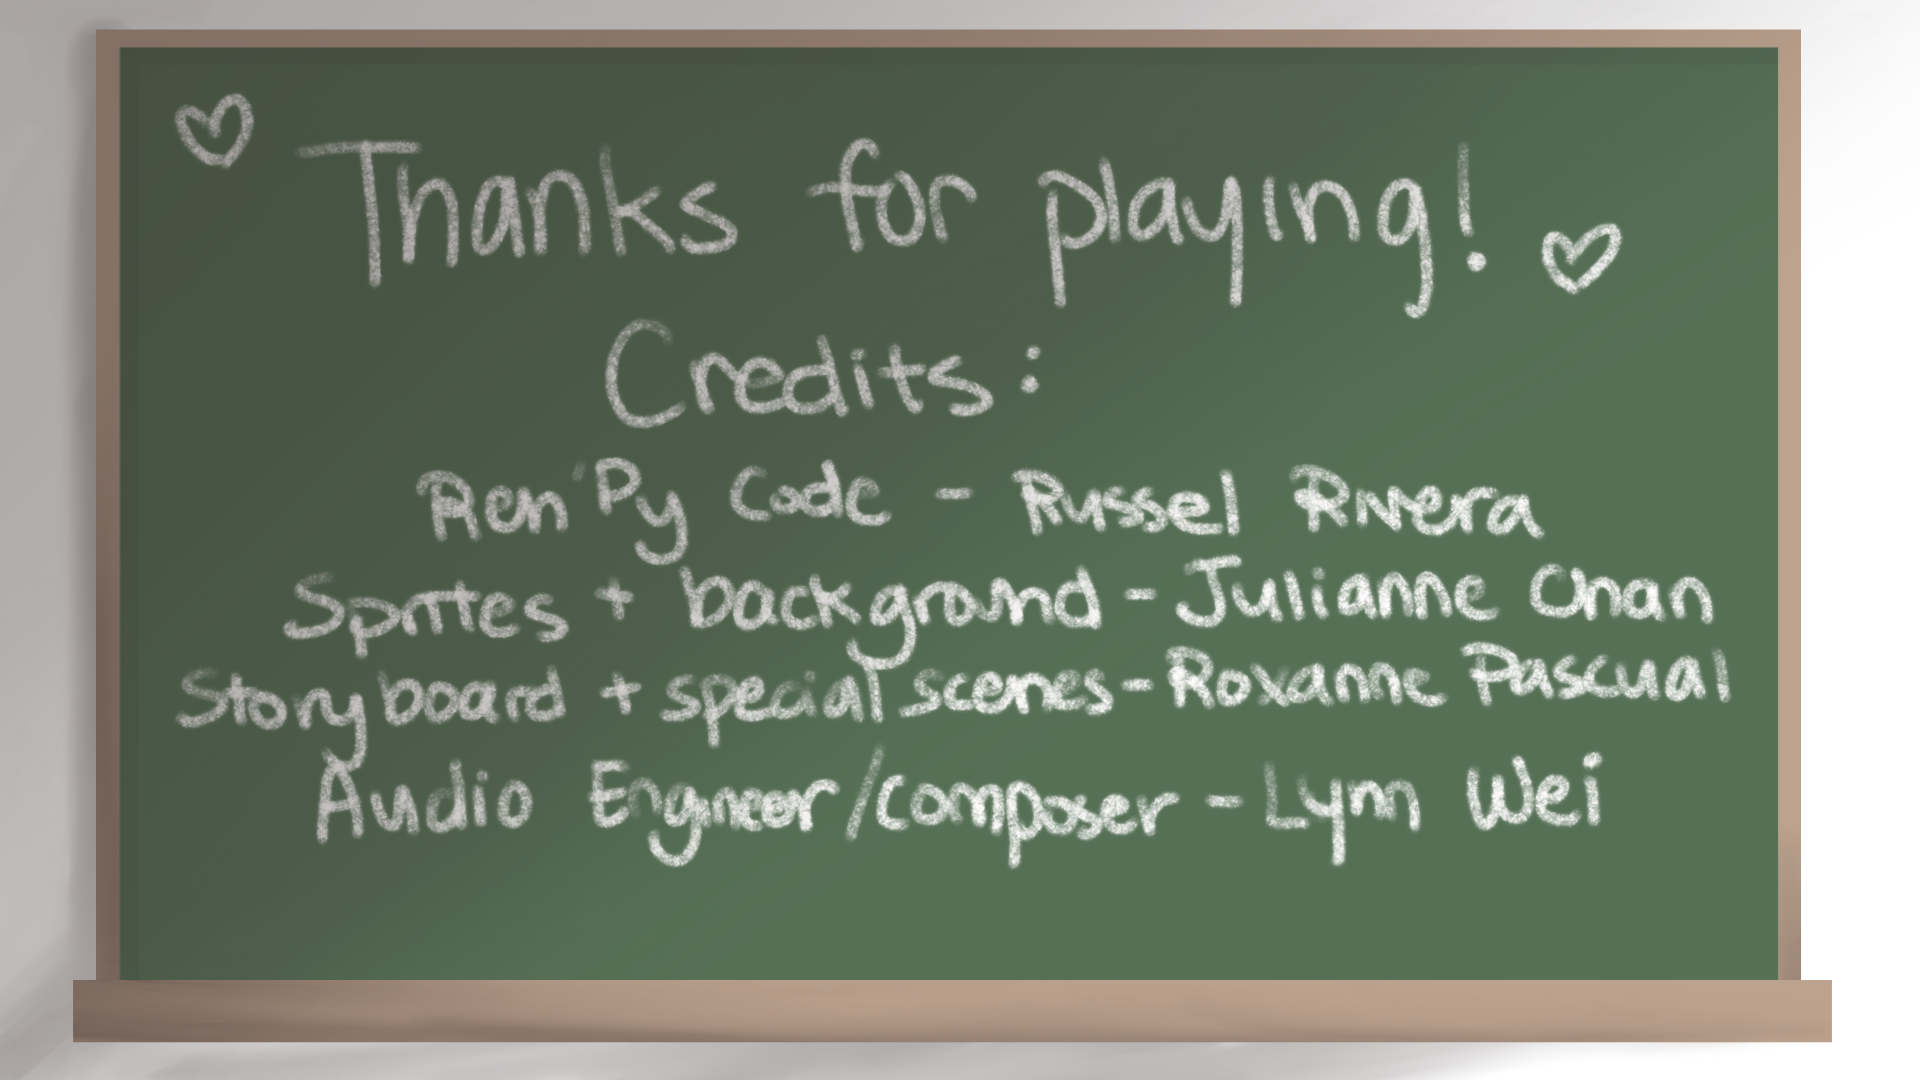 Thanks for playing!
Credits:
Ren'Py Code - Russel Rivera
Sprites + background - Julianne Onan
Storyboard + special scenes - Roxanne Pascual
Audio Engineer/composer - Lynn Wei